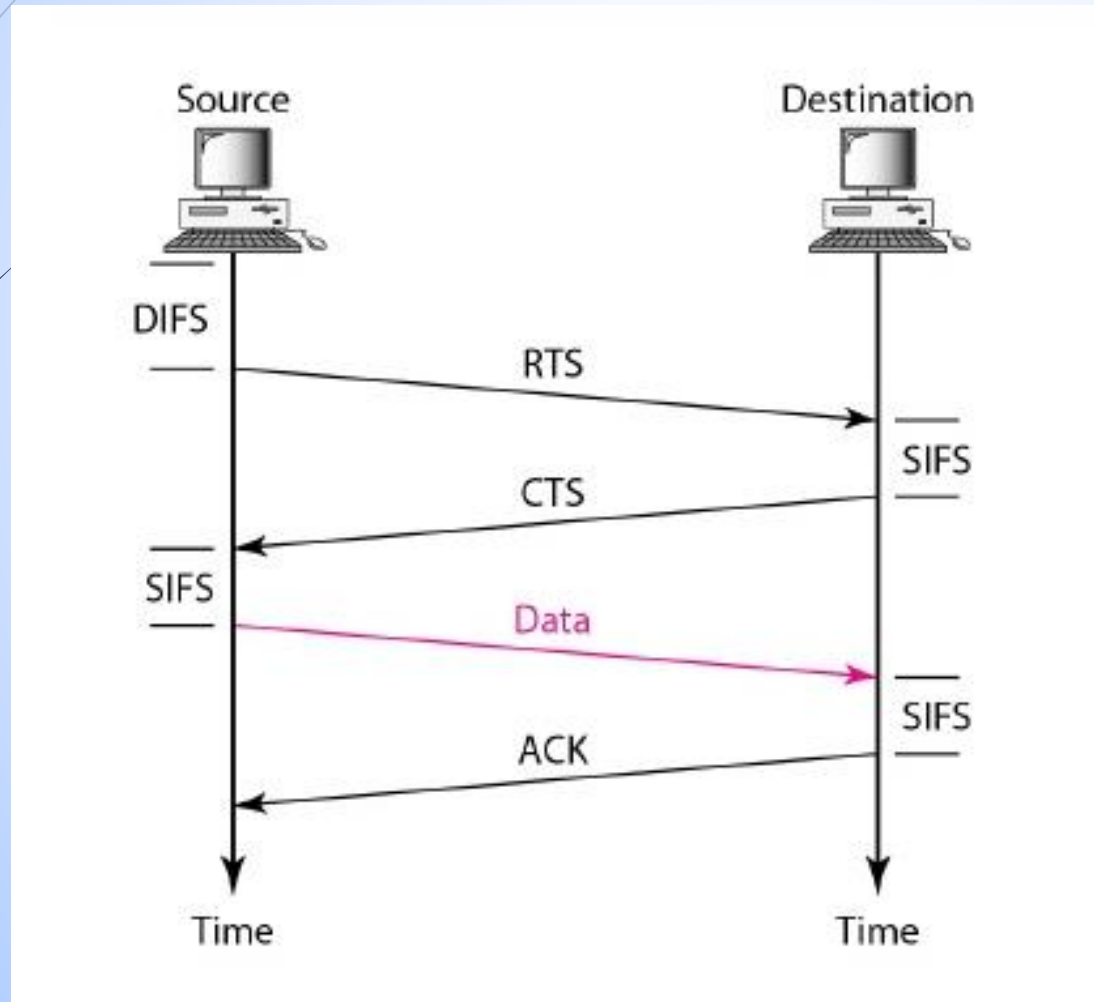 Source
Destination
DIFS
RTS
SIFS
CTS
SIFS
Data
SIFS
ACK
Time
Time